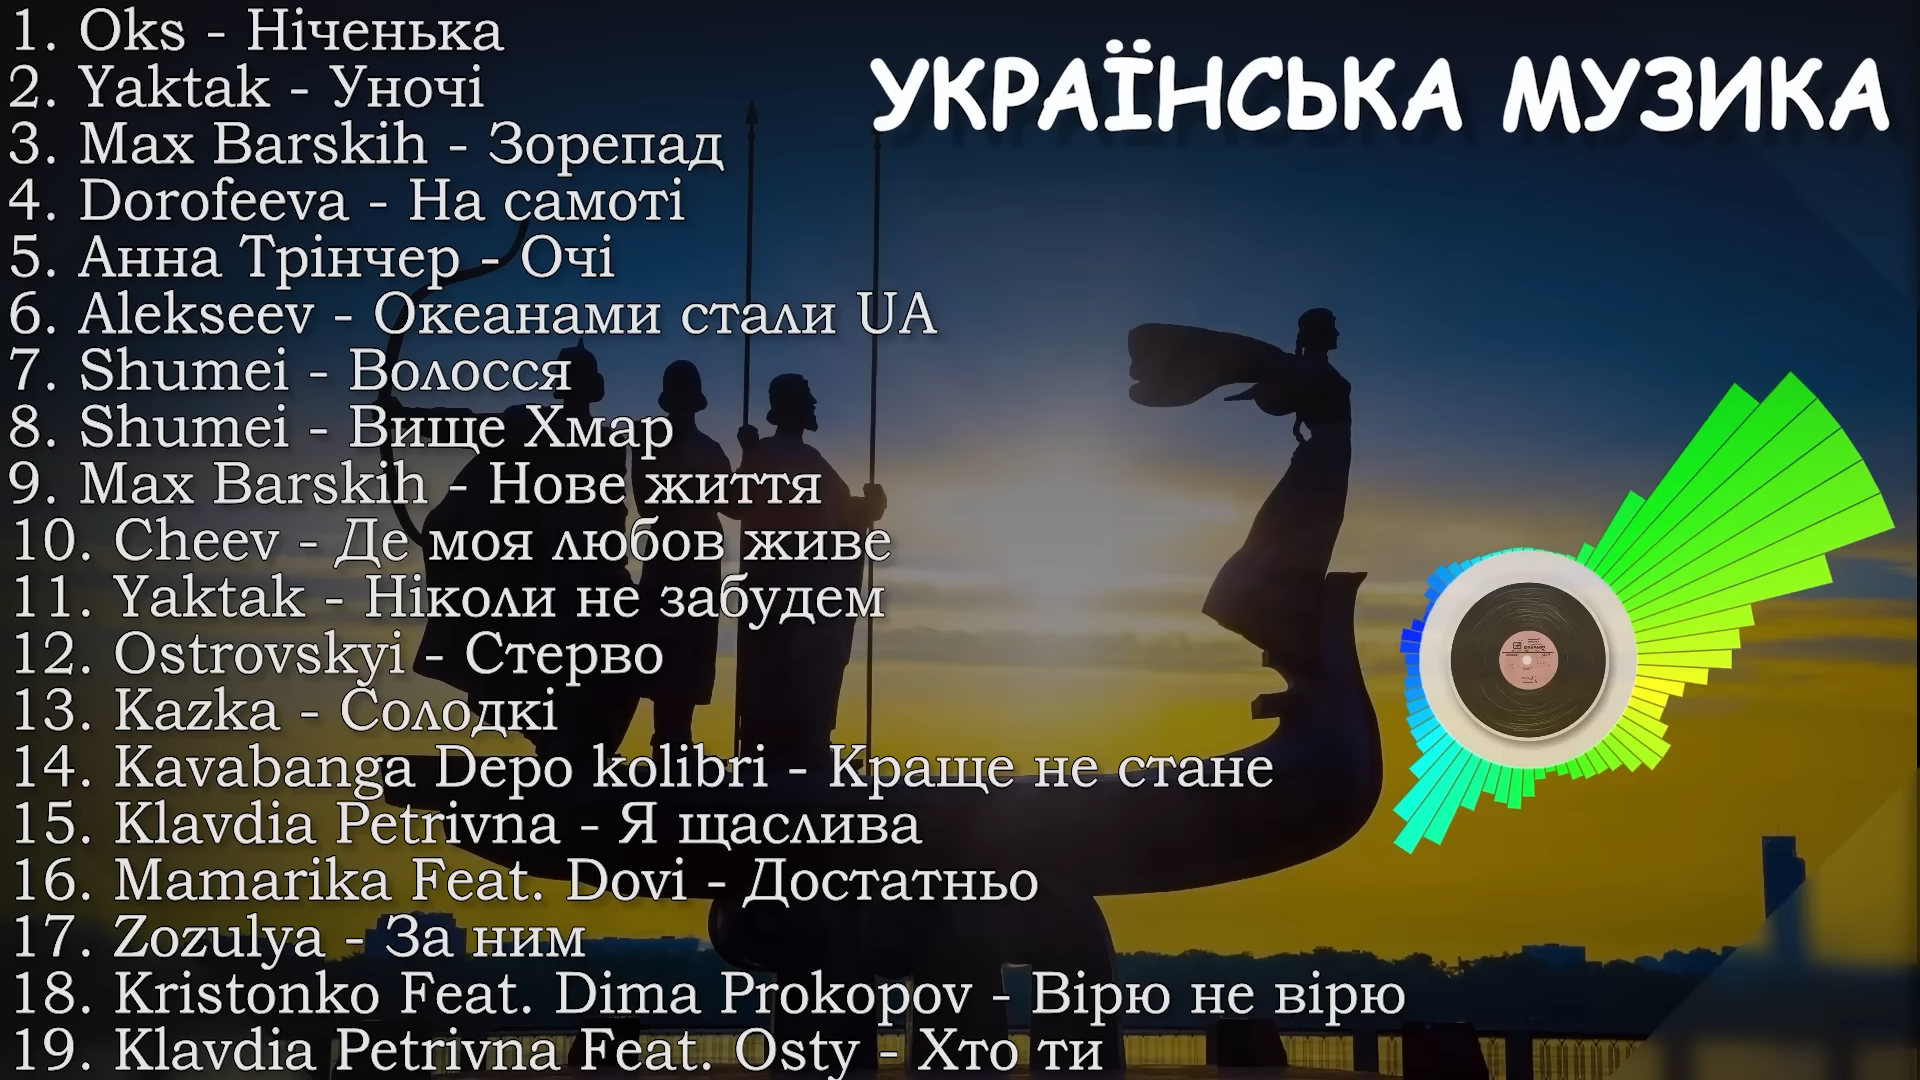 УКРАЇНСЬКА МУЗИКА
1. Oks - Ніченька
2. Yaktak - Уночі
3. Max Barskih - Зорепад
4. Dorofeeva - На самоті
5. Анна Трінчер - Очі
6. Alekseev - Океанами стали UA
7. Shumei - Волосся
8. Shumei - Вище Хмар
9. Max Barskih - Нове життя
10. Cheev - Де моя любов живе
11. Yaktak - Ніколи не забудем
12. Ostrovskyi - Стерво
13. Kazka - Солодкі
14. Kavabanga Depo kolibri - Краще не стане
15. Klavdia Petrivna - Я щаслива
16. Mamarika Feat. Dovi - Достатньо
17. Zozulya - За ним
18. Kristonko Feat. Dima Prokopov - Вірю не вірю
19. Klavdia Petrivna Feat. Osty - Хто ти